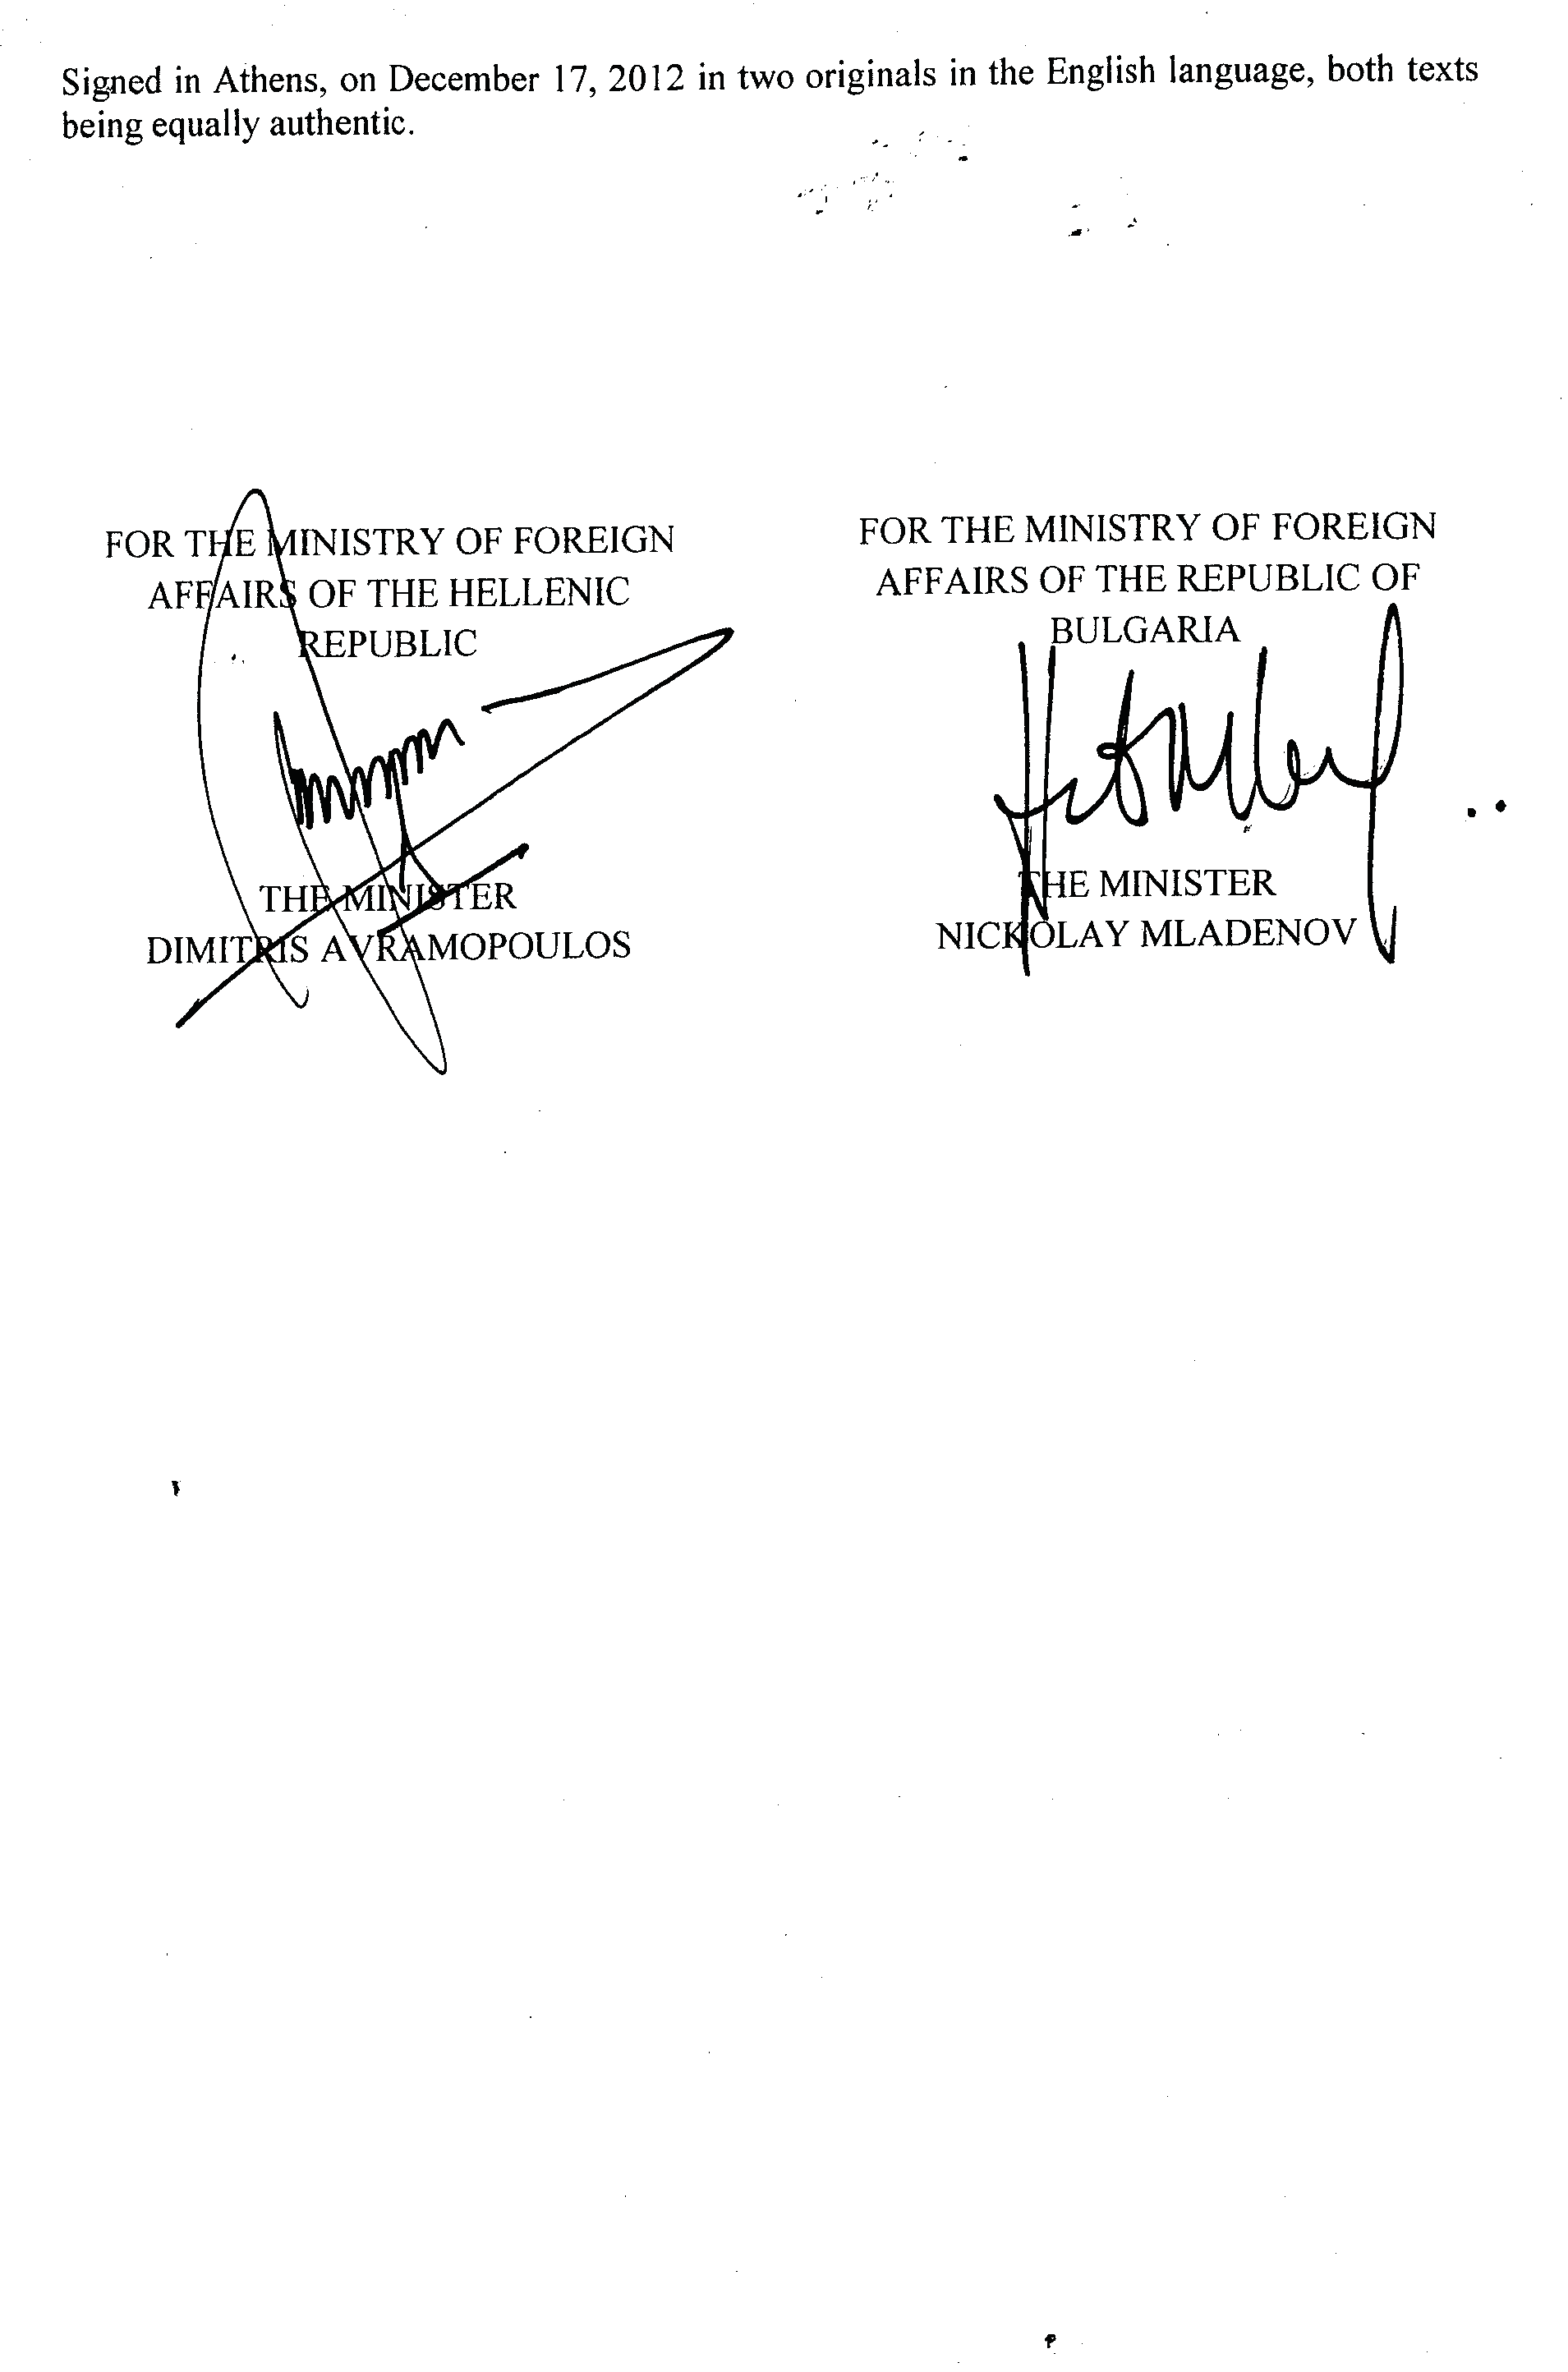 Signed in Athens, on December 17, 2012 in two originals in the English language, both texts
being equally authentic.
FOR THE MINISTRY OF FOREIGN
AFFAIRS OF THE HELLENIC
REPUBLIC
THE MINISTER
DIMITRIS AVRAMOPOULOS
FOR THE MINISTRY OF FOREIGN
AFFAIRS OF THE REPUBLIC OF
BULGARIA
THE MINISTER
NICKOLAY MLADENOV